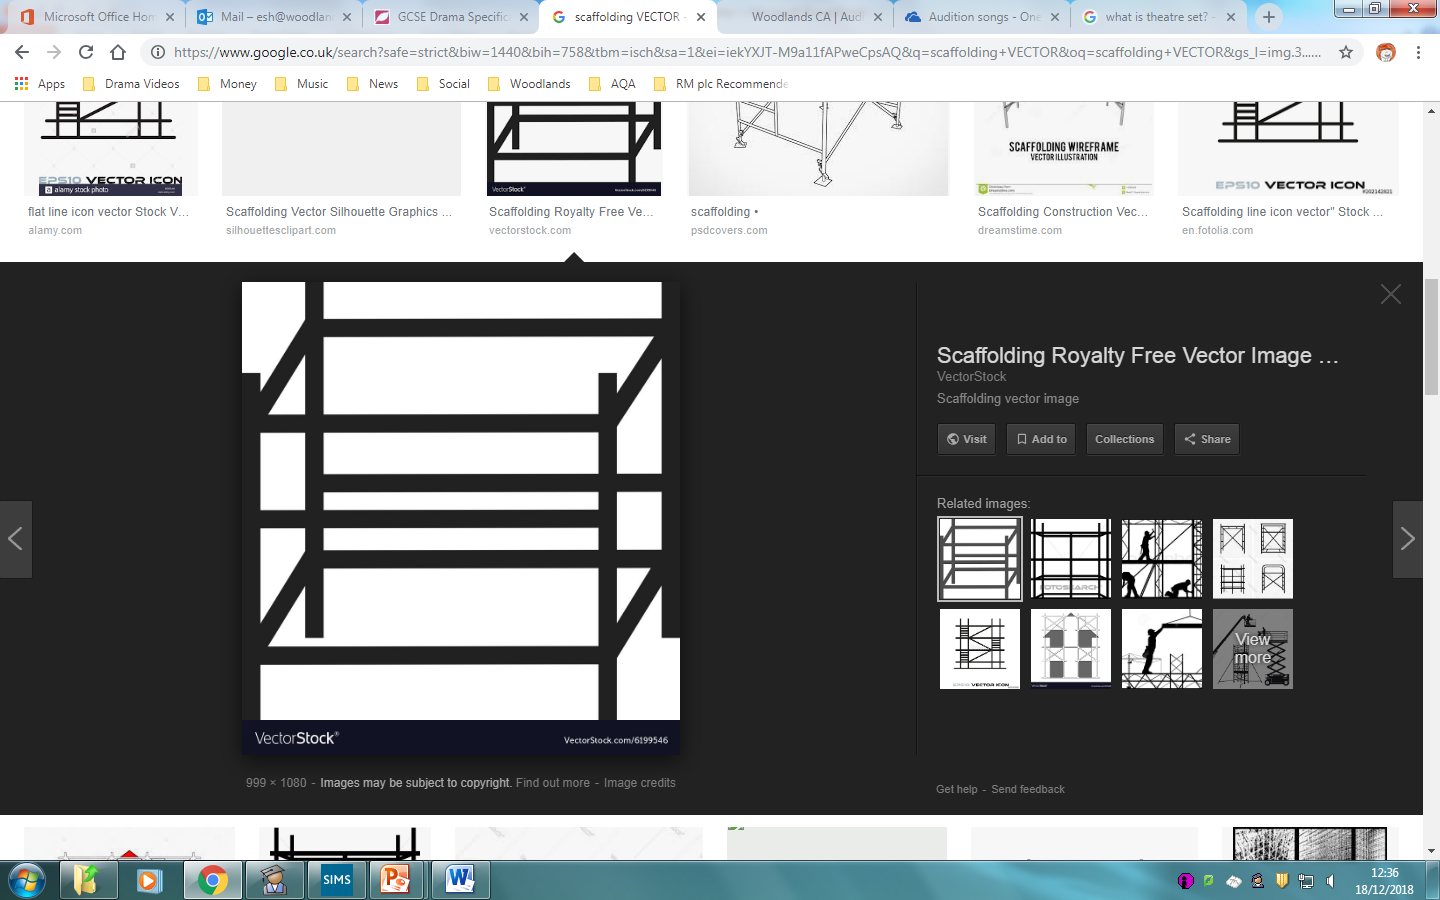 Microsoft Office Hom
Mail – esh@woodlan
GCSE Drama Specific
scaffolding VECTOR -
Woodlands CA | Aud
Audition songs - One
what is theatre set? -
https://www.google.co.uk/search?safe=strict&biw=1440&bih=758&tbm=isch&sa=1&ei=iekYXJT-M9a11fAPweCpsAQ&q=scaffolding+VECTOR&oq=scaffolding+VECTOR&gs_l=img.3......
Apps
Drama Videos
Money
Music
News
Social
Woodlands
AQA
RM plc Recommende
EPS10 VECTOR ICON
alamy stock photo
VectorStock
SCAFFOLDING WIREFRAME
VECTOR ILLUSTRATION
EPS10 VECTOR ICON
#202142821
flat line icon vector Stock V...
Scaffolding Vector Silhouette Graphics ...
Scaffolding Royalty Free Ve...
scaffolding •
Scaffolding Construction Vec...
Scaffolding line icon vector" Stock ...
alamy.com
silhouettesclipart.com
vectorstock.com
psdcovers.com
dreamstime.com
en.fotolia.com
Scaffolding Royalty Free Vector Image ...
VectorStock
Scaffolding vector image
Visit
Add to
Collections
Share
Related images:
FOTOSEARCH
EPS10 VECTOR ICON
View
more
VectorStock®
VectorStock.com/6199546
999 × 1080 - Images may be subject to copyright. Find out more - Image credits
Get help - Send feedback
SIMS
12:36
18/12/2018